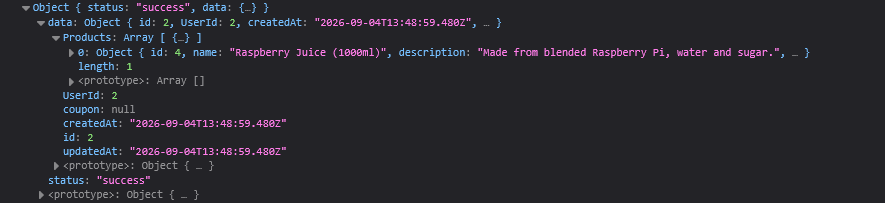 Object { status: "success", data: {…} }
data: Object { id: 2, UserId: 2, createdAt: "2026-09-04T13:48:59.480Z", … }
Products: Array [ {…} ]
0: Object { id: 4, name: "Raspberry Juice (1000ml)", description: "Made from blended Raspberry Pi, water and sugar.", … }
length: 1
<prototype>: Array []
UserId: 2
coupon: null
createdAt: "2026-09-04T13:48:59.480Z"
id: 2
updatedAt: "2026-09-04T13:48:59.480Z"
<prototype>: Object { … }
status: "success"
<prototype>: Object { … }